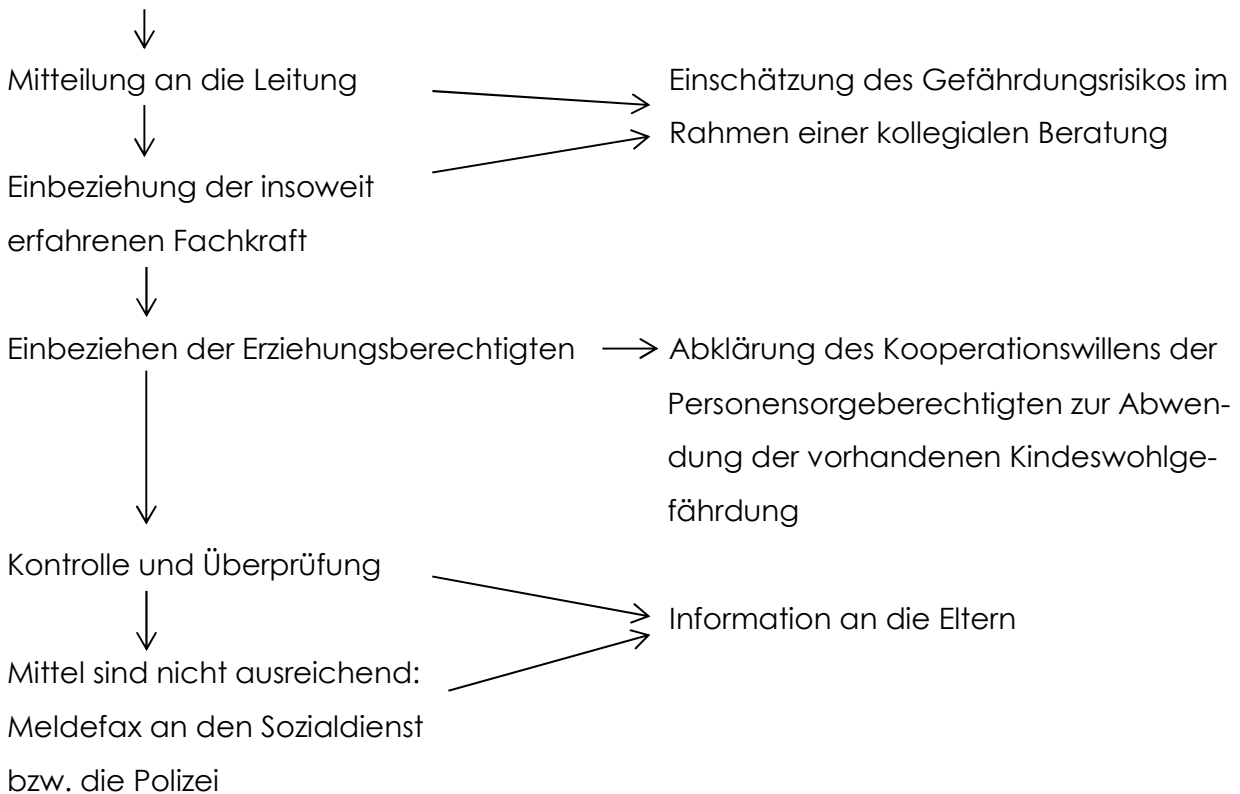 Mitteilung an die Leitung
Einschätzung des Gefährdungsrisikos im
Rahmen einer kollegialen Beratung
Einbeziehung der insoweit
erfahrenen Fachkraft
Einbeziehen der Erziehungsberechtigten
Abklärung des Kooperationswillens der
Personensorgeberechtigten zur Abwen-
dung der vorhandenen Kindeswohlge-
fährdung
Kontrolle und Überprüfung
Information an die Eltern
Mittel sind nicht ausreichend:
Meldefax an den Sozialdienst
bzw. die Polizei